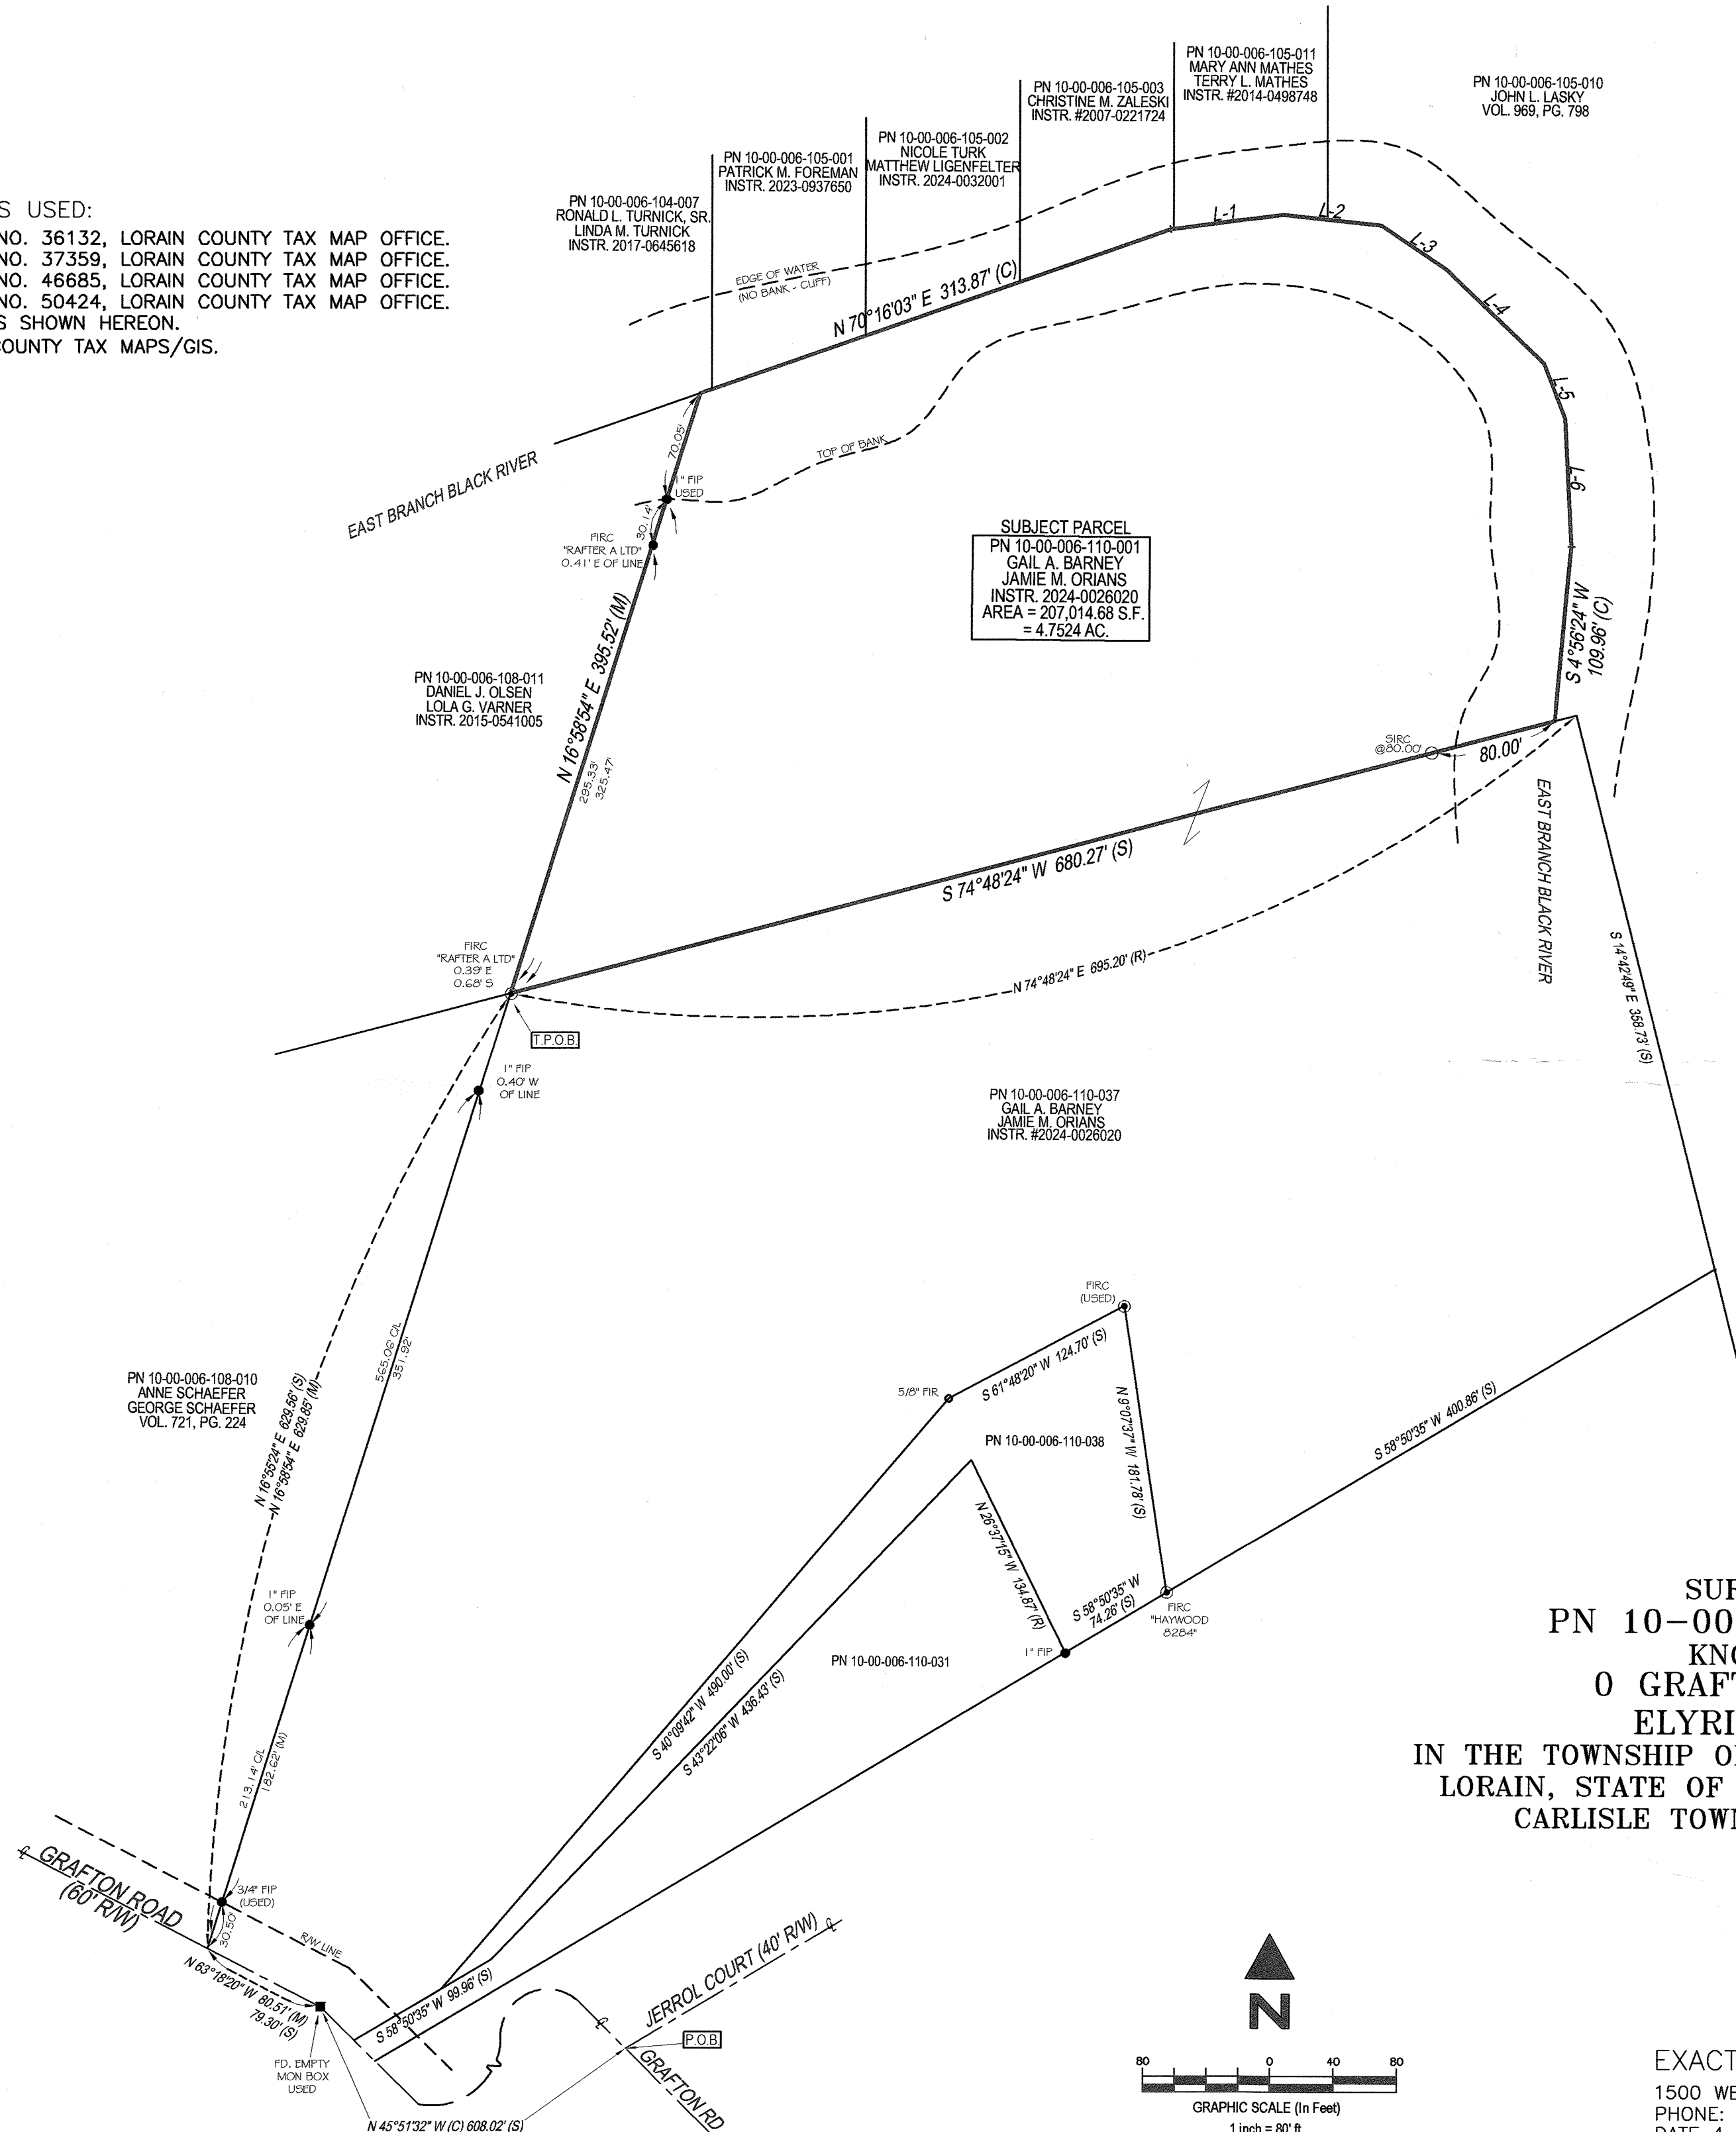 S USED:
NO. 36132, LORAIN COUNTY TAX MAP OFFICE.
NO. 37359, LORAIN COUNTY TAX MAP OFFICE.
NO. 46685, LORAIN COUNTY TAX MAP OFFICE.
NO. 50424, LORAIN COUNTY TAX MAP OFFICE.
S SHOWN HEREON.
COUNTY TAX MAPS/GIS.
PN 10-00-006-104-007
RONALD L. TURNICK, SR.
LINDA M. TURNICK
INSTR. 2017-0645618
PN 10-00-006-105-001
PATRICK M. FOREMAN
INSTR. 2023-0937650
PN 10-00-006-105-002
NICOLE TURK
MATTHEW LIGENFELTER
INSTR. 2024-0032001
PN 10-00-006-105-003
CHRISTINE M. ZALESKI
INSTR. #2007-0221724
PN 10-00-006-105-011
MARY ANN MATHES
TERRY L. MATHES
INSTR. #2014-0498748
PN 10-00-006-105-010
JOHN L. LASKY
VOL. 969, PG. 798
EDGE OF WATER
(NO BANK - CLIFF)
N 70°16'03" E 313.87' (C)
L-1
L-2
L-3
L-4
L-5
L-6
EAST BRANCH BLACK RIVER
70.05'
TOP OF BANK
1" FIP
USED
30.14'
FIRC
"RAFTER A LTD"
0.41' E OF LINE
SUBJECT PARCEL
PN 10-00-006-110-001
GAIL A. BARNEY
JAMIE M. ORIANS
INSTR. 2024-0026020
AREA = 207,014.68 S.F.
= 4.7524 AC.
S 4°56'24" W
109.96' (C)
N 16°58'54" E 395.52' (M)
295.33'
325.47'
PN 10-00-006-108-011
DANIEL J. OLSEN
LOLA G. VARNER
INSTR. 2015-0541005
SIRC
@80.00'
80.00'
EAST BRANCH BLACK RIVER
S 74°48'24" W 680.27' (S)
S 14°42'49" E 358.73' (S)
FIRC
"RAFTER A LTD"
0.39' E
0.68' S
N 74°48'24" E 695.20' (R)
T.P.O.B.
1" FIP
0.40' W
OF LINE
PN 10-00-006-110-037
GAIL A. BARNEY
JAMIE M. ORIANS
INSTR. #2024-0026020
FIRC
(USED)
565.06' C/L
351.92'
PN 10-00-006-108-010
ANNE SCHAEFER
GEORGE SCHAEFER
VOL. 721, PG. 224
N 16°55'24" E 629.56' (S)
N 16°58'54" E 629.85' (M)
5/8" FIR
S 61°48'20" W 124.70' (S)
N 9°07'37" W 181.78' (S)
PN 10-00-006-110-038
S 58°50'35" W 400.86' (S)
N 26°37'15" W 134.87' (R)
S 58°50'35" W
74.26' (S)
FIRC
"HAYWOOD
8284"
1" FIP
1" FIP
0.05' E
OF LINE
PN 10-00-006-110-031
S 40°09'42" W 490.00' (S)
S 43°22'06" W 436.43' (S)
213.14' C/L
182.62' (M)
SUR
PN 10-00
KNO
0 GRAFT
ELYRI
IN THE TOWNSHIP O
LORAIN, STATE OF
CARLISLE TOW
GRAFTON ROAD
(60' R/W)
3/4" FIP
(USED)
30.50'
R/W LINE
N 63°18'20" W 80.51' (M)
79.30' (S)
S 58°50'35" W 99.96' (S)
JERROL COURT (40' R/W)
P.O.B.
GRAFTON RD
FD. EMPTY
MON BOX
USED
N 45°51'32" W (C) 608.02' (S)
N
80 0 40 80
GRAPHIC SCALE (In Feet)
1 inch = 80' ft.
EXACT
1500 WE
PHONE: